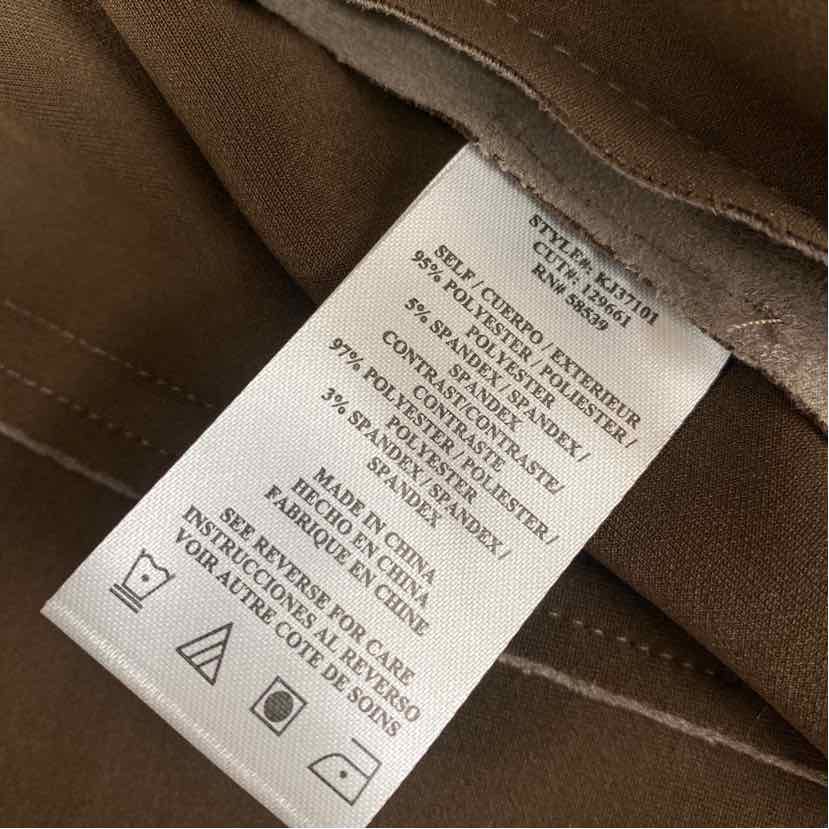 STYLE#: KJ37101
CUT#: 129661
RN# 58539
SELF / CUERPO / EXTERIEUR
95% POLYESTER / POLIESTER /
POLYESTER
5% SPANDEX / SPANDEX /
SPANDEX
CONTRAST/CONTRASTE/
CONTRASTE
97% POLYESTER / POLIESTER /
POLYESTER
3% SPANDEX / SPANDEX /
SPANDEX
MADE IN CHINA
HECHO EN CHINA
FABRIQUE EN CHINE
SEE REVERSE FOR CARE
INSTRUCCIONES AL REVERSO
VOIR AUTRE COTE DE SOINS